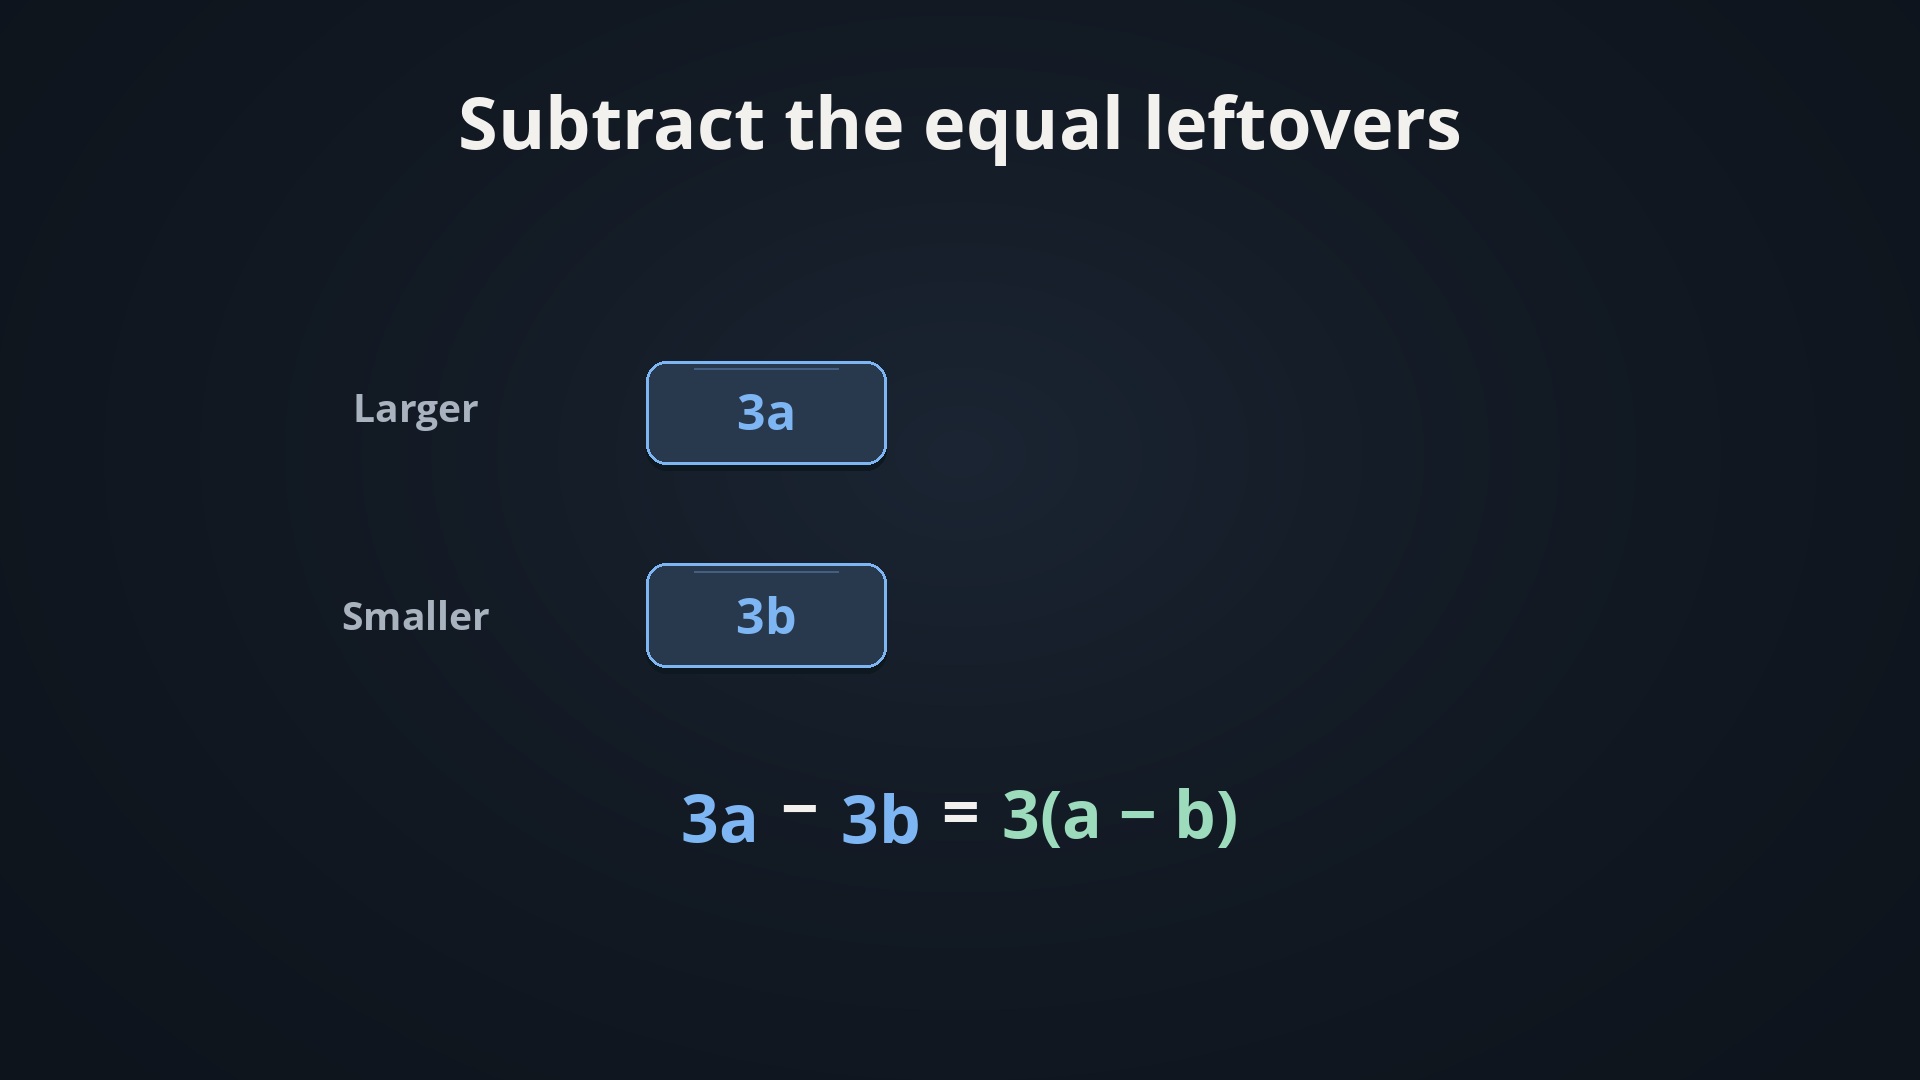 Subtract the equal leftovers
Larger
3a
Smaller
3b
3a − 3b = 3(a − b)